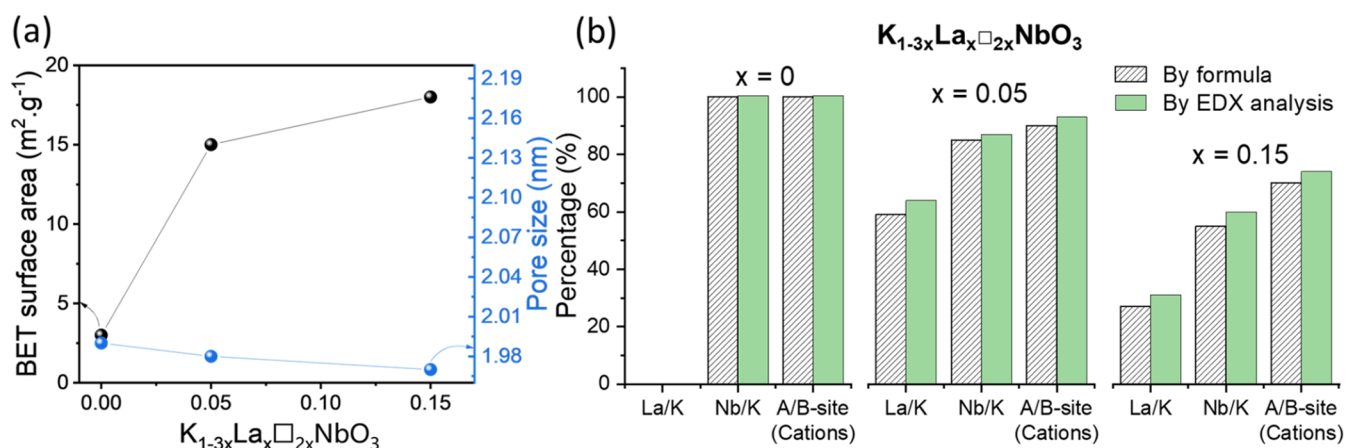 (a)
BET surface area (m².g⁻¹)
20
15
10
5
0
0.00 0.05 0.10 0.15
K₁₋₃ₓLaₓ□₂ₓNbO₃
2.19
2.16
2.13
2.10
2.07
2.04
2.01
1.98
Pore size (nm)
(b)
K₁₋₃ₓLaₓ□₂ₓNbO₃
Percentage (%)
100
80
60
40
20
0
x = 0
x = 0.05
x = 0.15
By formula
By EDX analysis
La/K Nb/K A/B-site
(Cations)
La/K Nb/K A/B-site
(Cations)
La/K Nb/K A/B-site
(Cations)